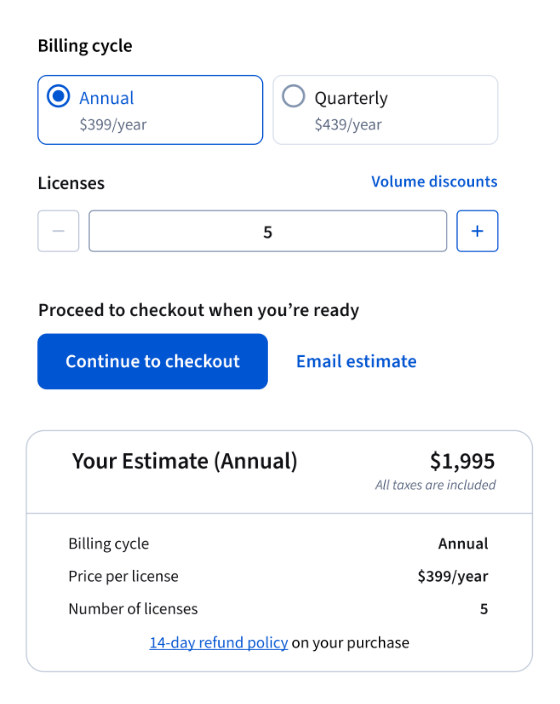 Billing cycle
Annual
$399/year
Quarterly
$439/year
Licenses
Volume discounts
−
5
+
Proceed to checkout when you’re ready
Continue to checkout
Email estimate
Your Estimate (Annual)
$1,995
All taxes are included
Billing cycle
Annual
Price per license
$399/year
Number of licenses
5
14-day refund policy on your purchase